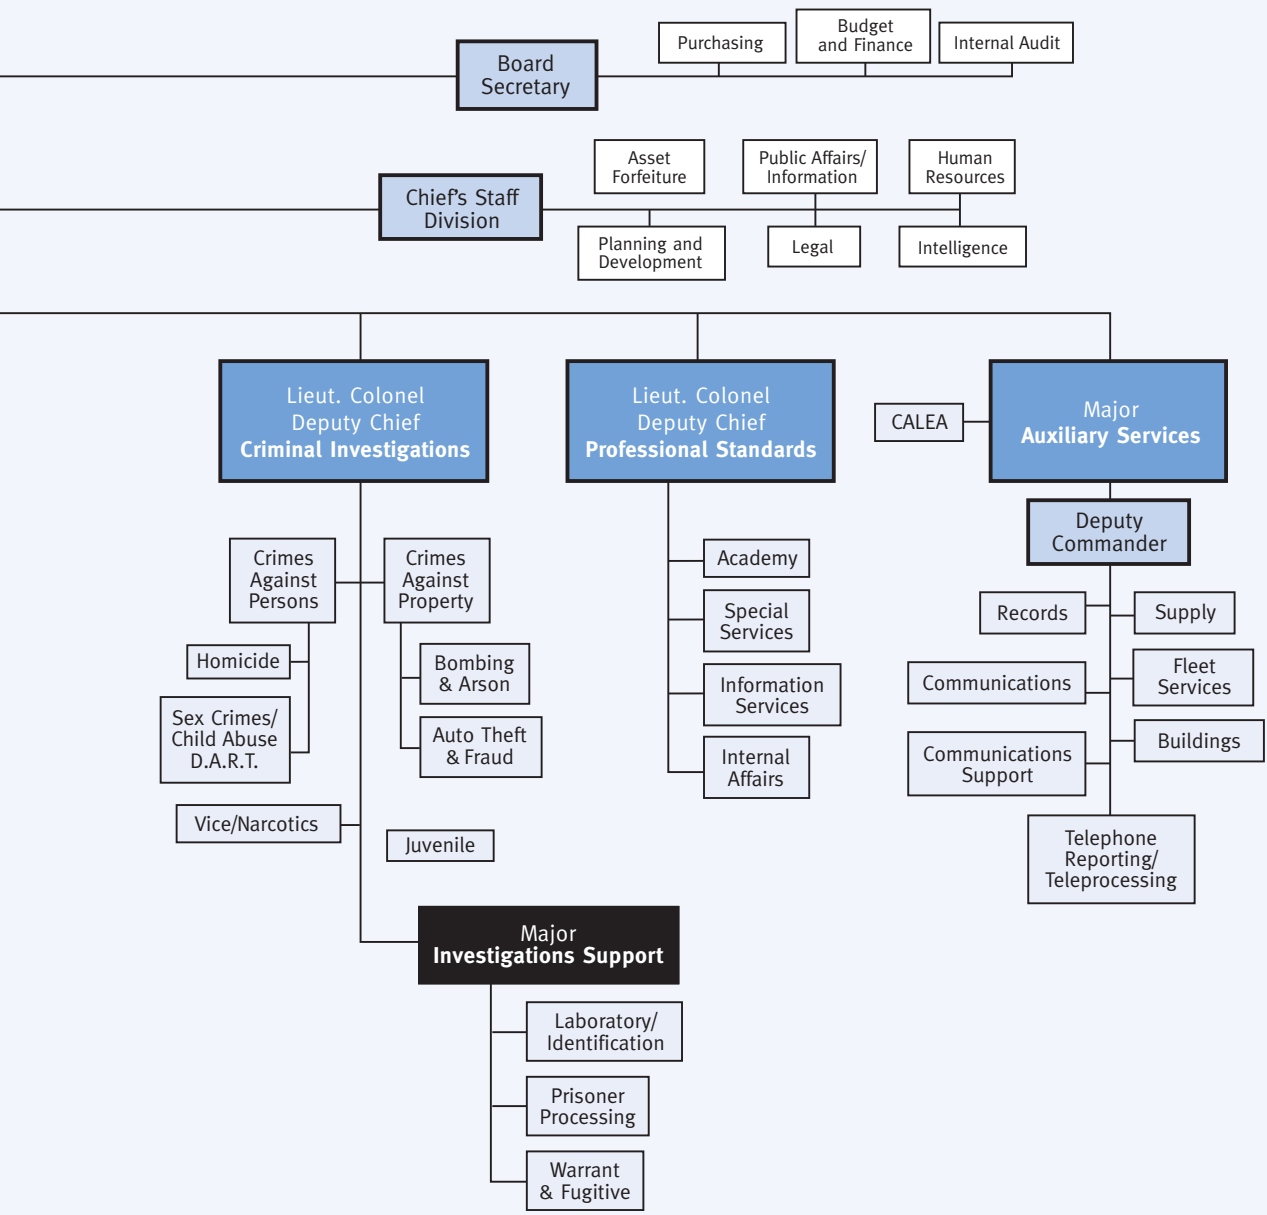 Board
Secretary
Purchasing
Budget
and Finance
Internal Audit
Chief's Staff
Division
Asset
Forfeiture
Public Affairs/
Information
Human
Resources
Planning and
Development
Legal
Intelligence
Lieut. Colonel
Deputy Chief
Criminal Investigations
Lieut. Colonel
Deputy Chief
Professional Standards
CALEA
Major
Auxiliary Services
Deputy
Commander
Crimes
Against
Persons
Crimes
Against
Property
Homicide
Sex Crimes/
Child Abuse
D.A.R.T.
Bombing
& Arson
Auto Theft
& Fraud
Vice/Narcotics
Juvenile
Major
Investigations Support
Laboratory/
Identification
Prisoner
Processing
Warrant
& Fugitive
Academy
Special
Services
Information
Services
Internal
Affairs
Records
Supply
Communications
Fleet
Services
Communications
Support
Buildings
Telephone
Reporting/
Teleprocessing